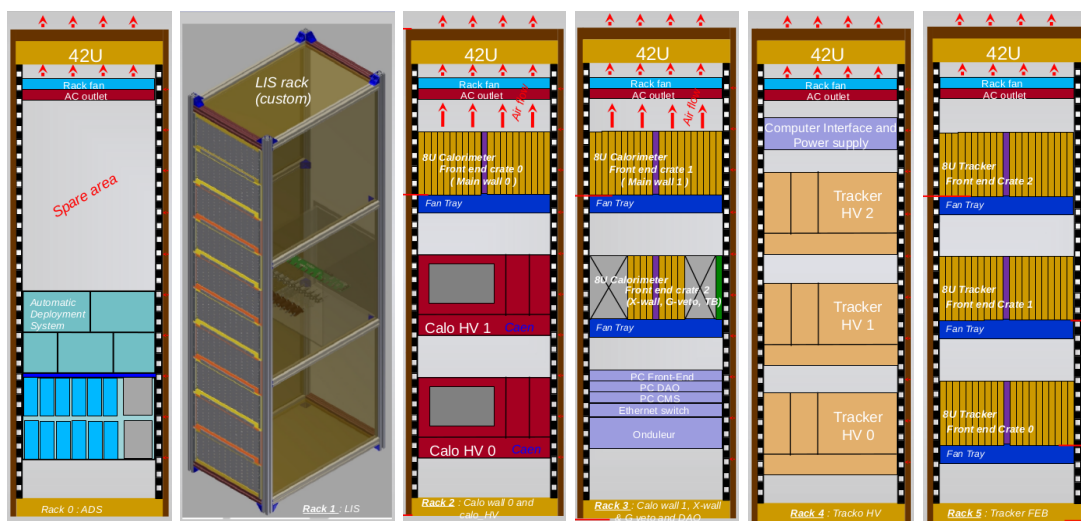 42U
Rack fan
AC outlet
Spare area
Automatic
Deployment
System
Rack 0 : ADS
LIS rack
(custom)
Rack 1 : LIS
42U
Rack fan
AC outlet
Air flow
8U Calorimeter
Front end crate 0
( Main wall 0 )
Fan Tray
Calo HV 1 Caen
Calo HV 0 Caen
Rack 2 : Calo wall 0 and
calo HV
42U
Rack fan
AC outlet
Air flow
8U Calorimeter
Front end crate 1
( Main wall 1 )
Fan Tray
8U Calorimeter
Front end crate 2
(X-wall, G-veto, TB)
Fan Tray
PC Front-End
PC DAQ
PC CMS
Ethernet switch
Onduleur
Rack 3 : Calo wall 1, X-wall
& G veto and DAQ
42U
Rack fan
AC outlet
Computer Interface and
Power supply
Tracker
HV 2
Tracker
HV 1
Tracker
HV 0
Rack 4 : Tracko HV
42U
Rack fan
AC outlet
8U Tracker
Front end Crate 2
Fan Tray
8U Tracker
Front end Crate 1
Fan Tray
8U Tracker
Front end Crate 0
Fan Tray
Rack 5 : Tracker FEB